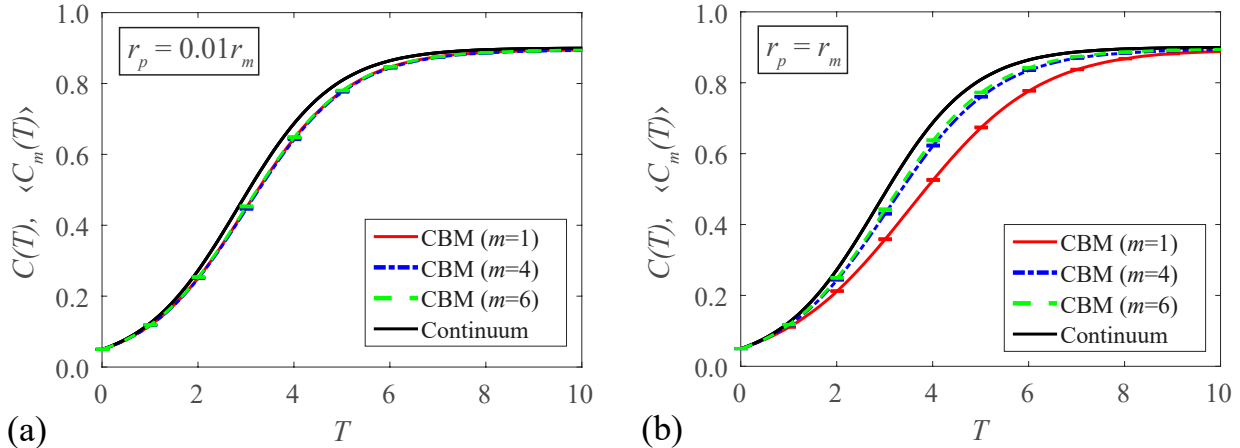 1.0
0.8
0.6
0.4
0.2
0.0
C(T), ‹C_m(T)›
r_p = 0.01r_m
CBM (m=1)
CBM (m=4)
CBM (m=6)
Continuum
0 2 4 6 8 10
T
(a)
1.0
0.8
0.6
0.4
0.2
0.0
C(T), ‹C_m(T)›
r_p = r_m
CBM (m=1)
CBM (m=4)
CBM (m=6)
Continuum
0 2 4 6 8 10
T
(b)